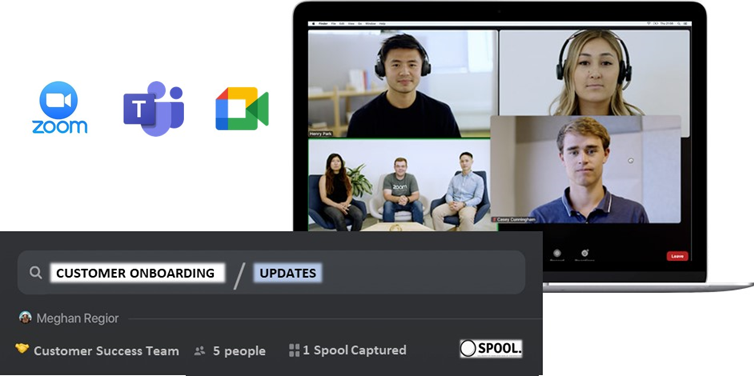 zoom
T
Henry Park
zoom
Casey Cunningham
Leave
CUSTOMER ONBOARDING / UPDATES
Meghan Regior
Customer Success Team 5 people 1 Spool Captured SPOOL.